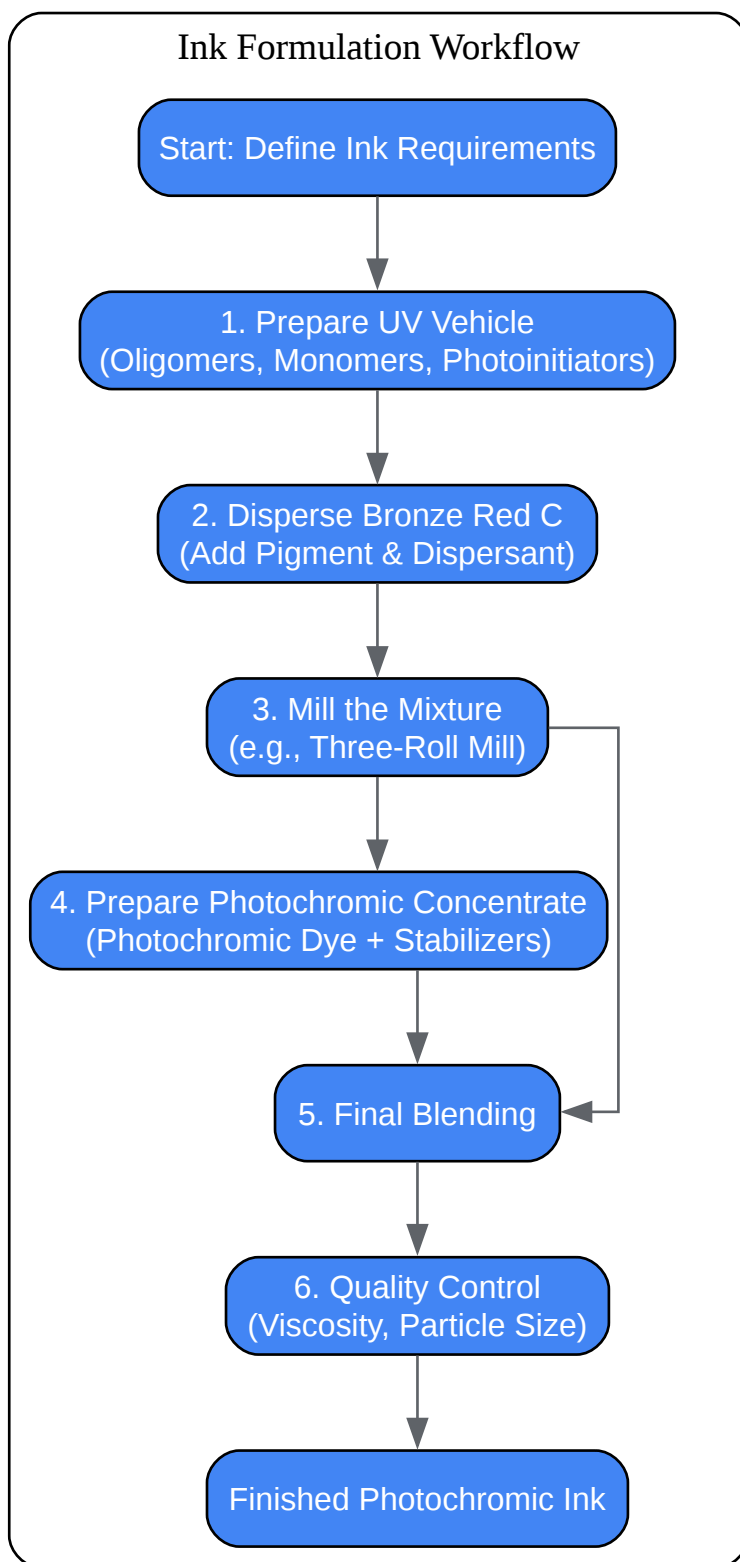 Ink Formulation Workflow
Start: Define Ink Requirements
1. Prepare UV Vehicle
(Oligomers, Monomers, Photoinitiators)
2. Disperse Bronze Red C
(Add Pigment & Dispersant)
3. Mill the Mixture
(e.g., Three-Roll Mill)
4. Prepare Photochromic Concentrate
(Photochromic Dye + Stabilizers)
5. Final Blending
6. Quality Control
(Viscosity, Particle Size)
Finished Photochromic Ink